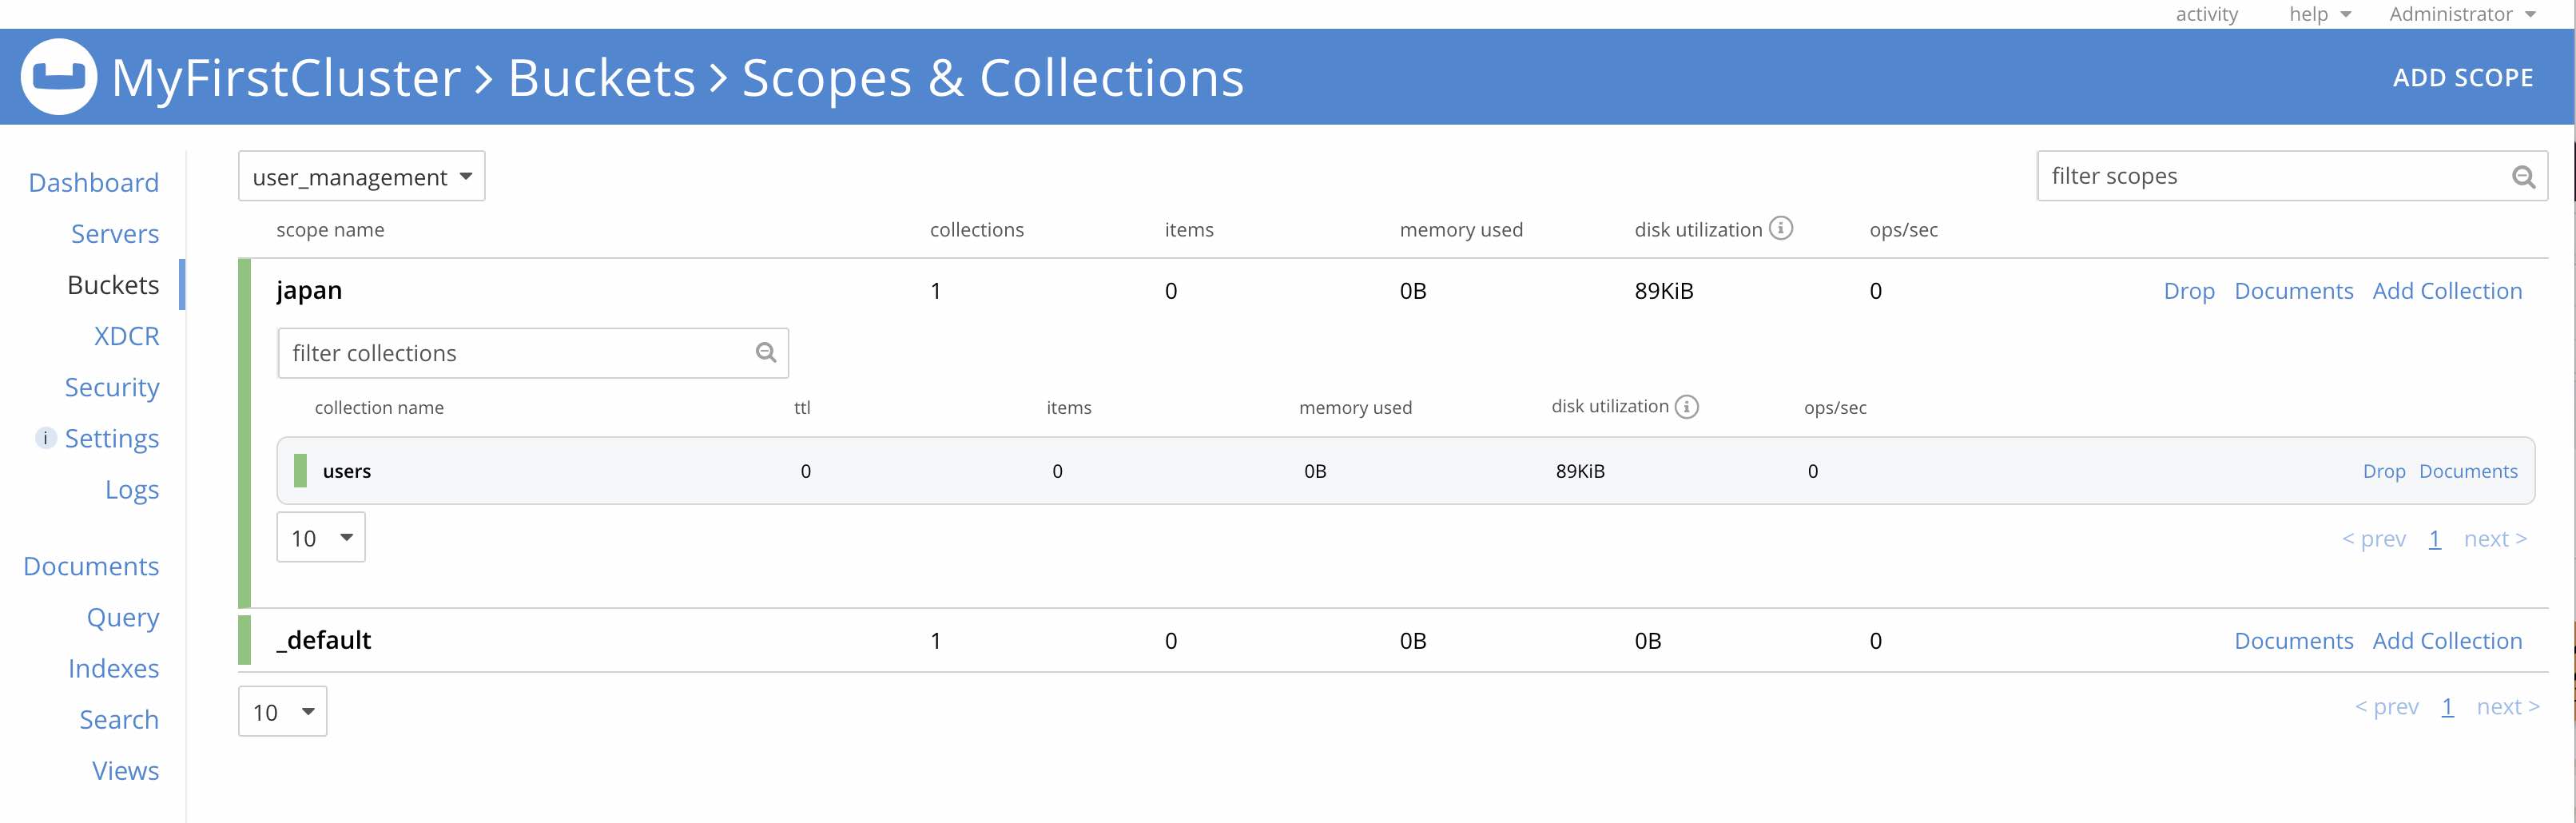 activity help Administrator
MyFirstCluster > Buckets > Scopes & Collections ADD SCOPE
Dashboard
Servers
Buckets
XDCR
Security
i Settings
Logs
Documents
Query
Indexes
Search
Views
user_management filter scopes
scope name collections items memory used disk utilization i ops/sec
japan 1 0 0B 89KiB 0 Drop Documents Add Collection
filter collections
collection name ttl items memory used disk utilization i ops/sec
users 0 0 0B 89KiB 0 Drop Documents
10 < prev 1 next >
_default 1 0 0B 0B 0 Documents Add Collection
10 < prev 1 next >